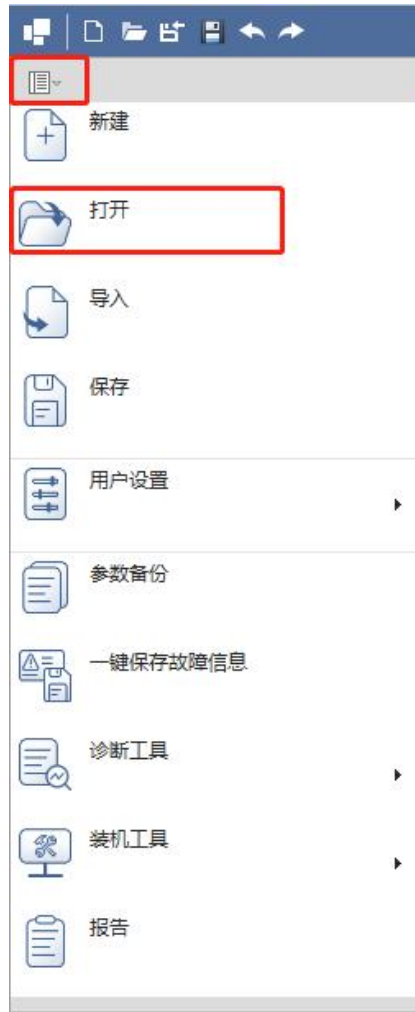 新建
打开
导入
保存
用户设置
参数备份
一键保存故障信息
诊断工具
装机工具
报告